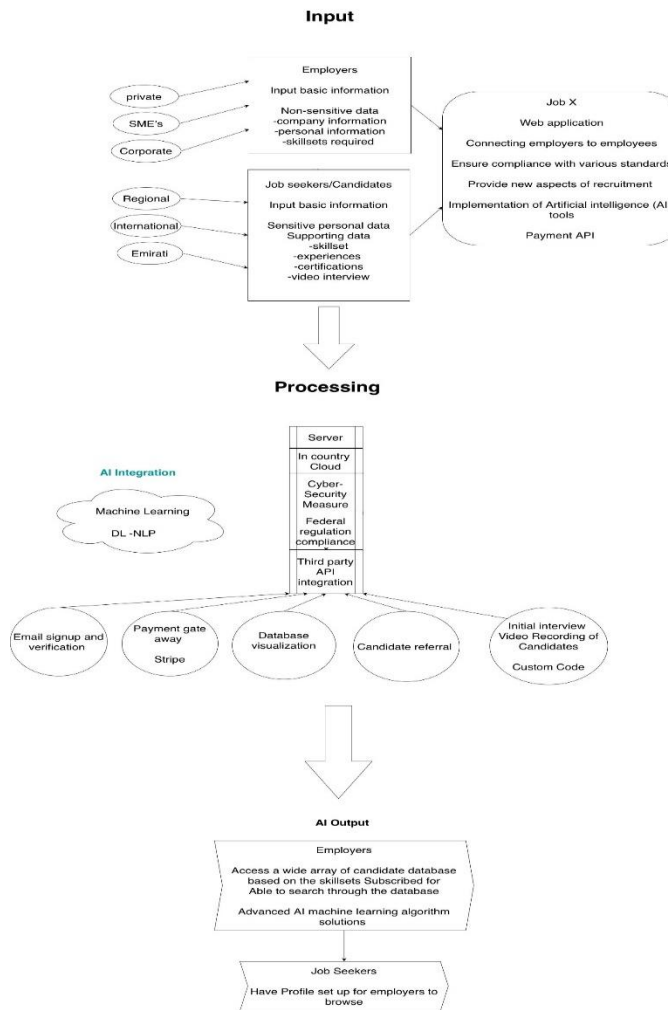 Input
Employers
Input basic information
Non-sensitive data
-company information
-personal information
-skillsets required
private
SME's
Corporate
Job seekers/Candidates
Input basic information
Sensitive personal data
Supporting data
-skillset
-experiences
-certifications
-video interview
Regional
International
Emirati
Job X
Web application
Connecting employers to employees
Ensure compliance with various standards
Provide new aspects of recruitment
Implementation of Artificial intelligence (AI)
tools
Payment API
Processing
Server
In country
Cloud
Cyber-
Security
Measure
Federal
regulation
compliance
Third party
API
integration
AI Integration
Machine Learning
DL -NLP
Email signup and
verification
Payment gate
away
Stripe
Database
visualization
Candidate referral
Initial interview
Video Recording of
Candidates
Custom Code
AI Output
Employers
Access a wide array of candidate database
based on the skillsets Subscribed for
Able to search through the database
Advanced AI machine learning algorithm
solutions
Job Seekers
Have Profile set up for employers to
browse